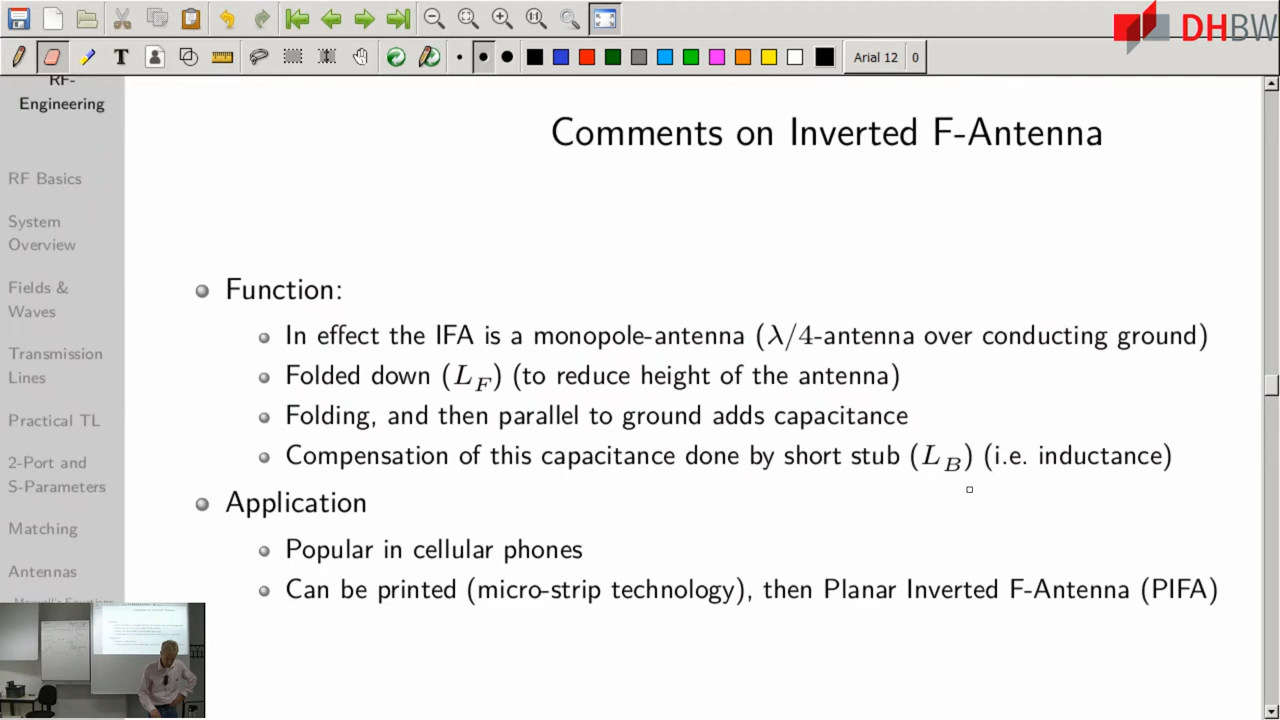 DHBW
Arial 12 0
RF-
Engineering
RF Basics
System
Overview
Fields &
Waves
Transmission
Lines
Practical TL
2-Port and
S-Parameters
Matching
Antennas
Comments on Inverted F-Antenna
Function:
In effect the IFA is a monopole-antenna (λ/4-antenna over conducting ground)
Folded down (L_F) (to reduce height of the antenna)
Folding, and then parallel to ground adds capacitance
Compensation of this capacitance done by short stub (L_B) (i.e. inductance)
Application
Popular in cellular phones
Can be printed (micro-strip technology), then Planar Inverted F-Antenna (PIFA)